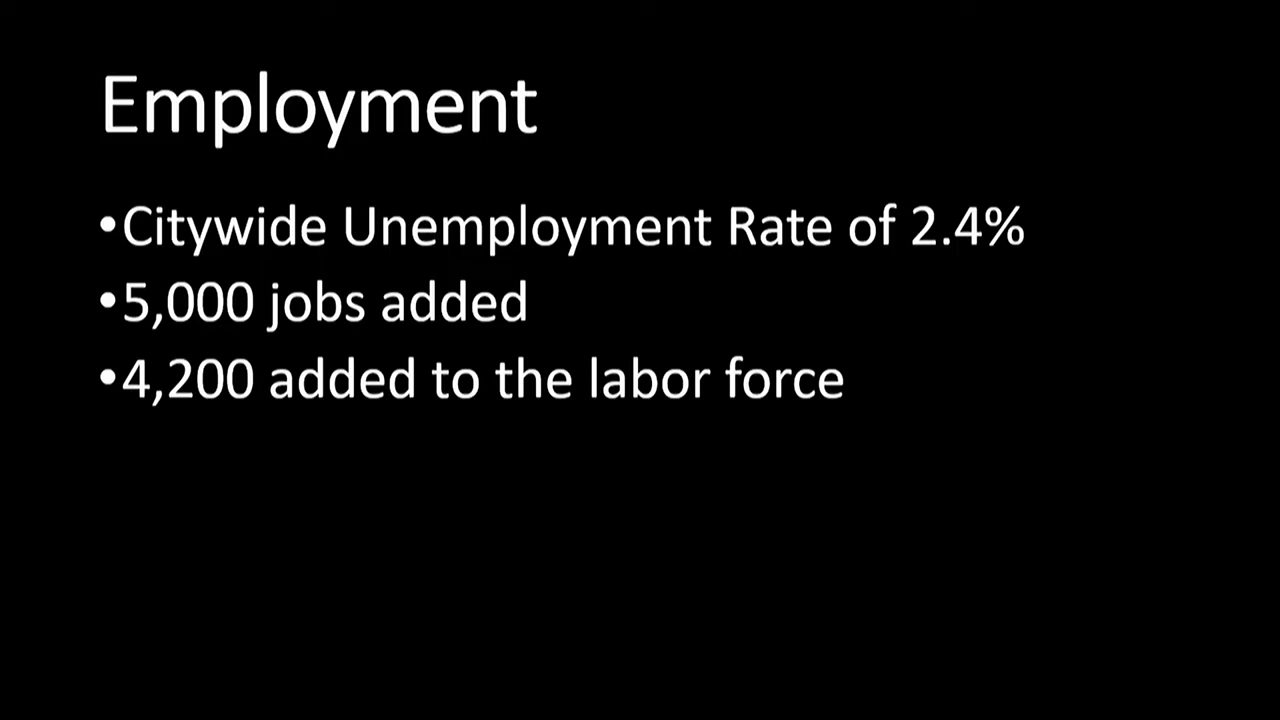 Employment
•Citywide Unemployment Rate of 2.4%
•5,000 jobs added
•4,200 added to the labor force